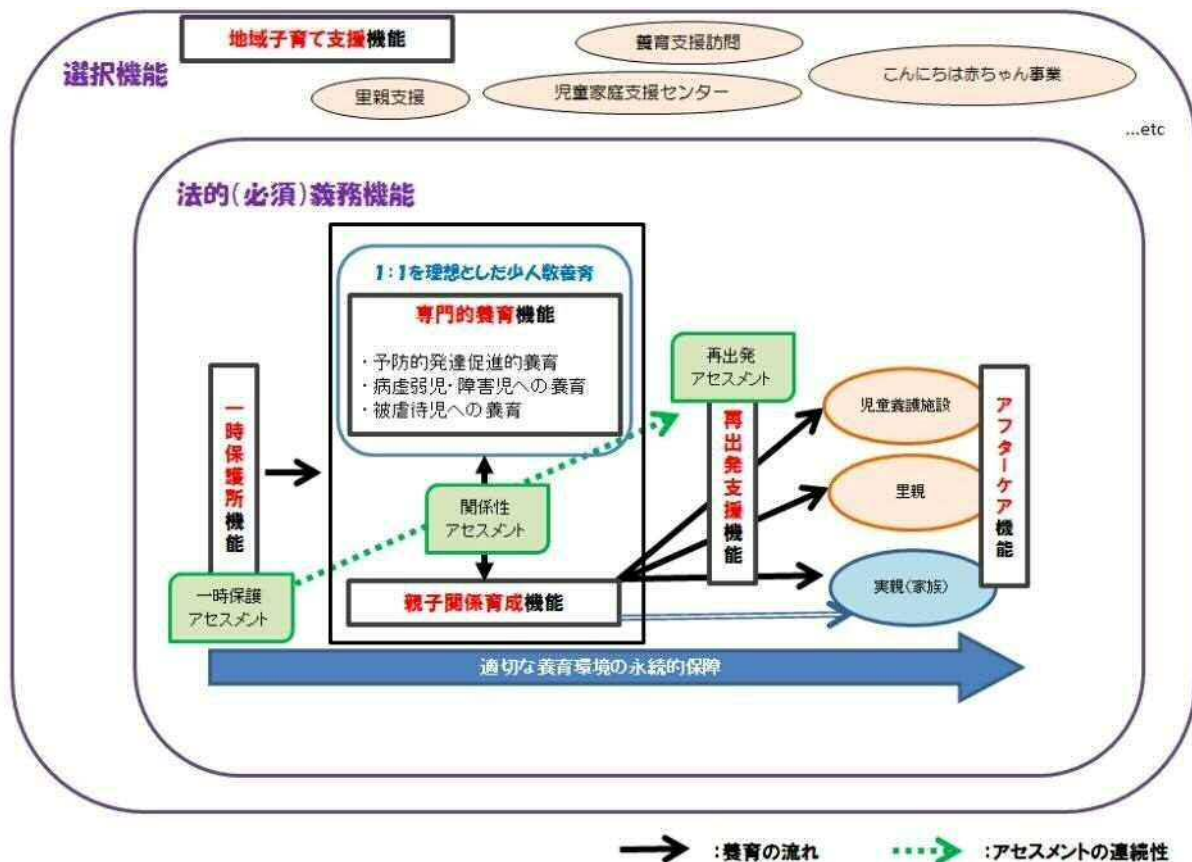 地域子育て支援機能
養育支援訪問
選択機能
こんにちは赤ちゃん事業
里親支援
児童家庭支援センター
...etc
法的(必須)義務機能
1:1を理想とした少人数養育
専門的養育機能
・予防的発達促進的養育
・病虚弱児・障害児への養育
・被虐待児への養育
一時保護所機能
一時保護
アセスメント
関係性
アセスメント
親子関係育成機能
再出発
アセスメント
再出発支援機能
児童養護施設
里親
実親(家族)
アフターケア機能
適切な養育環境の永続的保障
:養育の流れ
:アセスメントの連続性